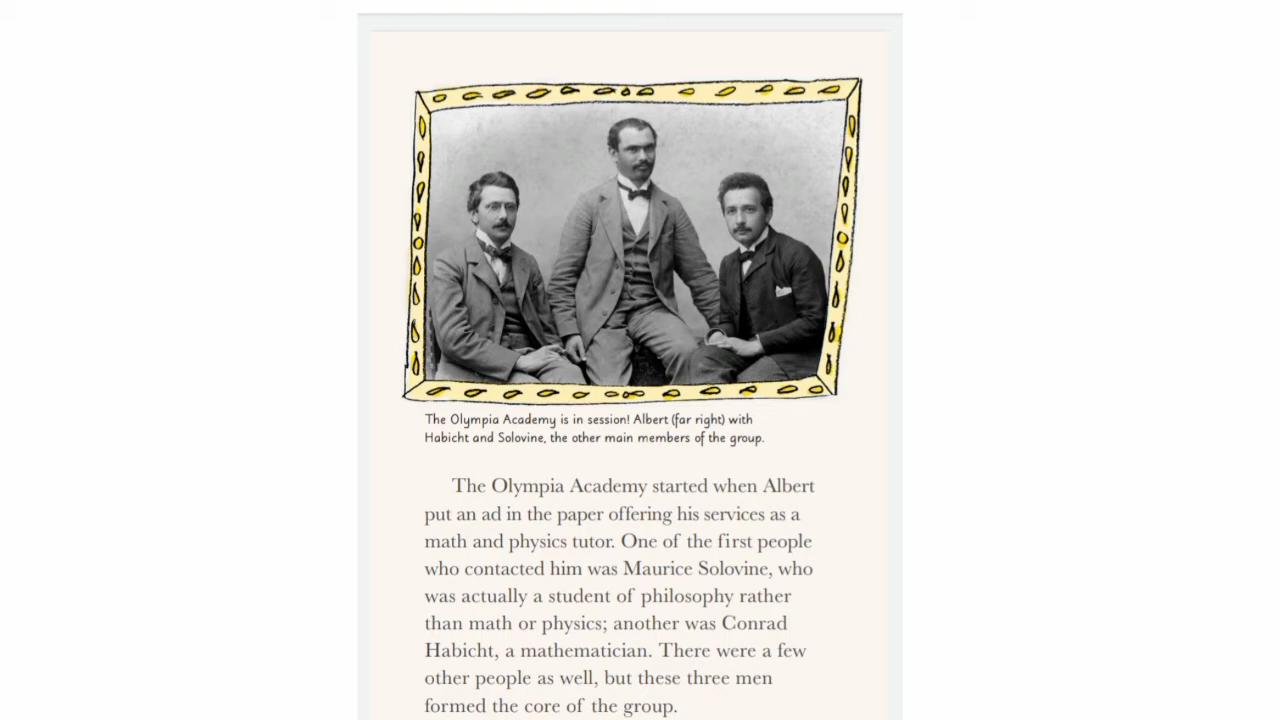 The Olympia Academy is in session! Albert (far right) with
Habicht and Solovine, the other main members of the group.
The Olympia Academy started when Albert
put an ad in the paper offering his services as a
math and physics tutor. One of the first people
who contacted him was Maurice Solovine, who
was actually a student of philosophy rather
than math or physics; another was Conrad
Habicht, a mathematician. There were a few
other people as well, but these three men
formed the core of the group.